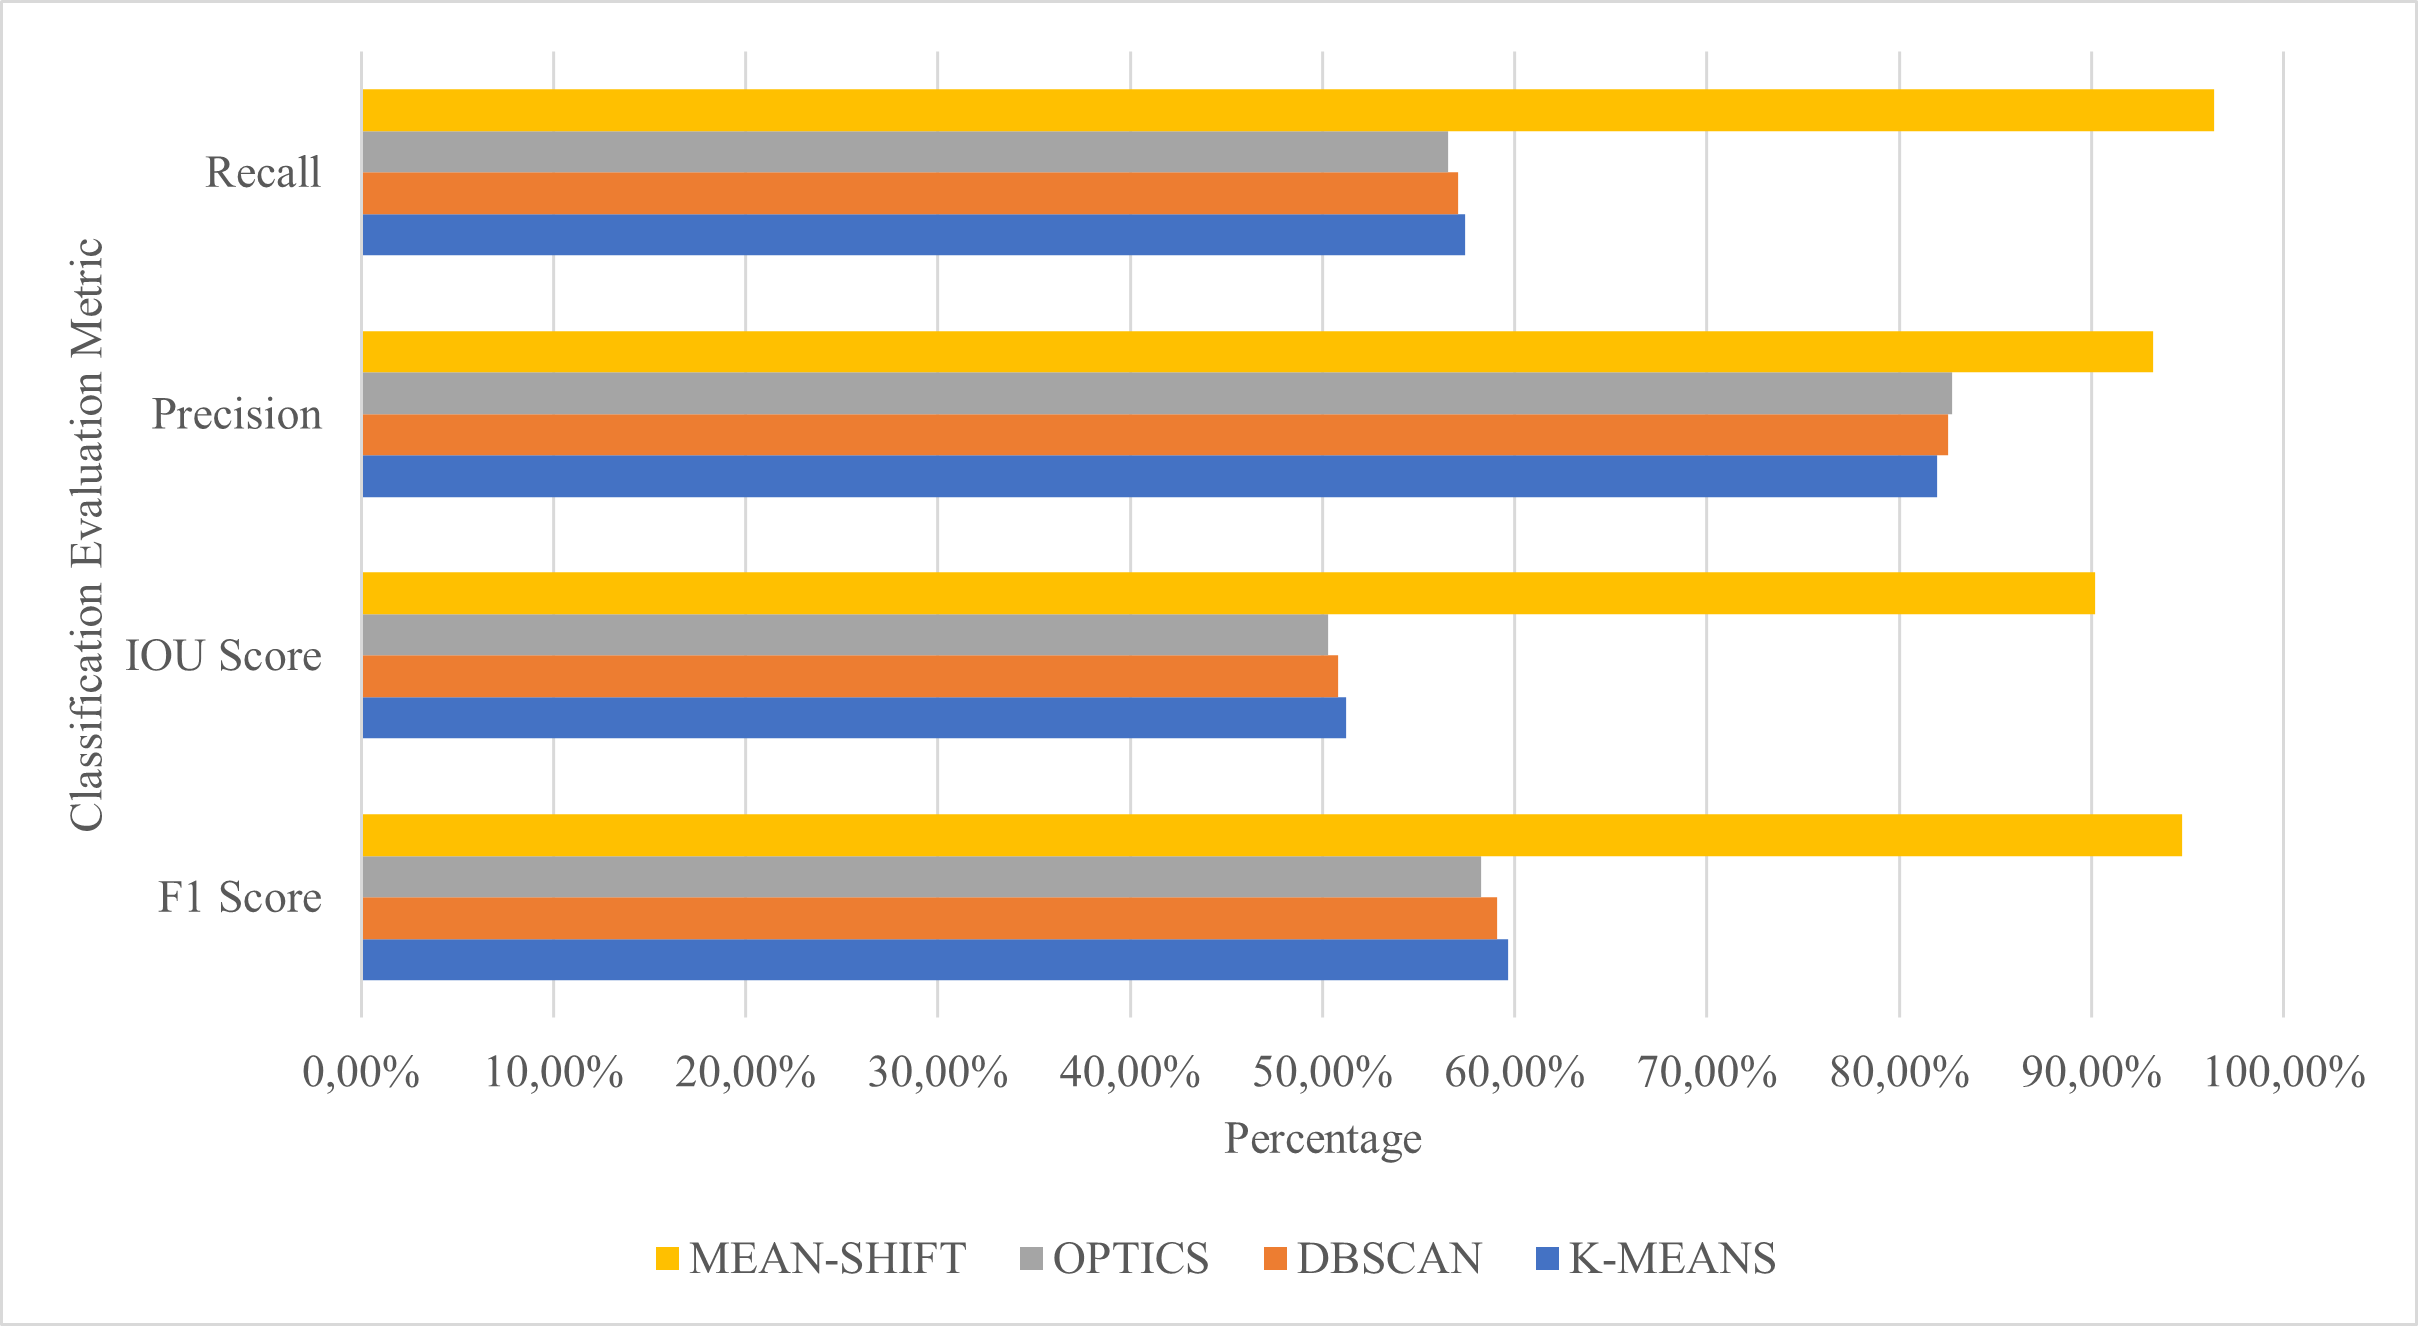 Classification Evaluation Metric
Recall
Precision
IOU Score
F1 Score
0,00% 10,00% 20,00% 30,00% 40,00% 50,00% 60,00% 70,00% 80,00% 90,00% 100,00%
Percentage
MEAN-SHIFT OPTICS DBSCAN K-MEANS